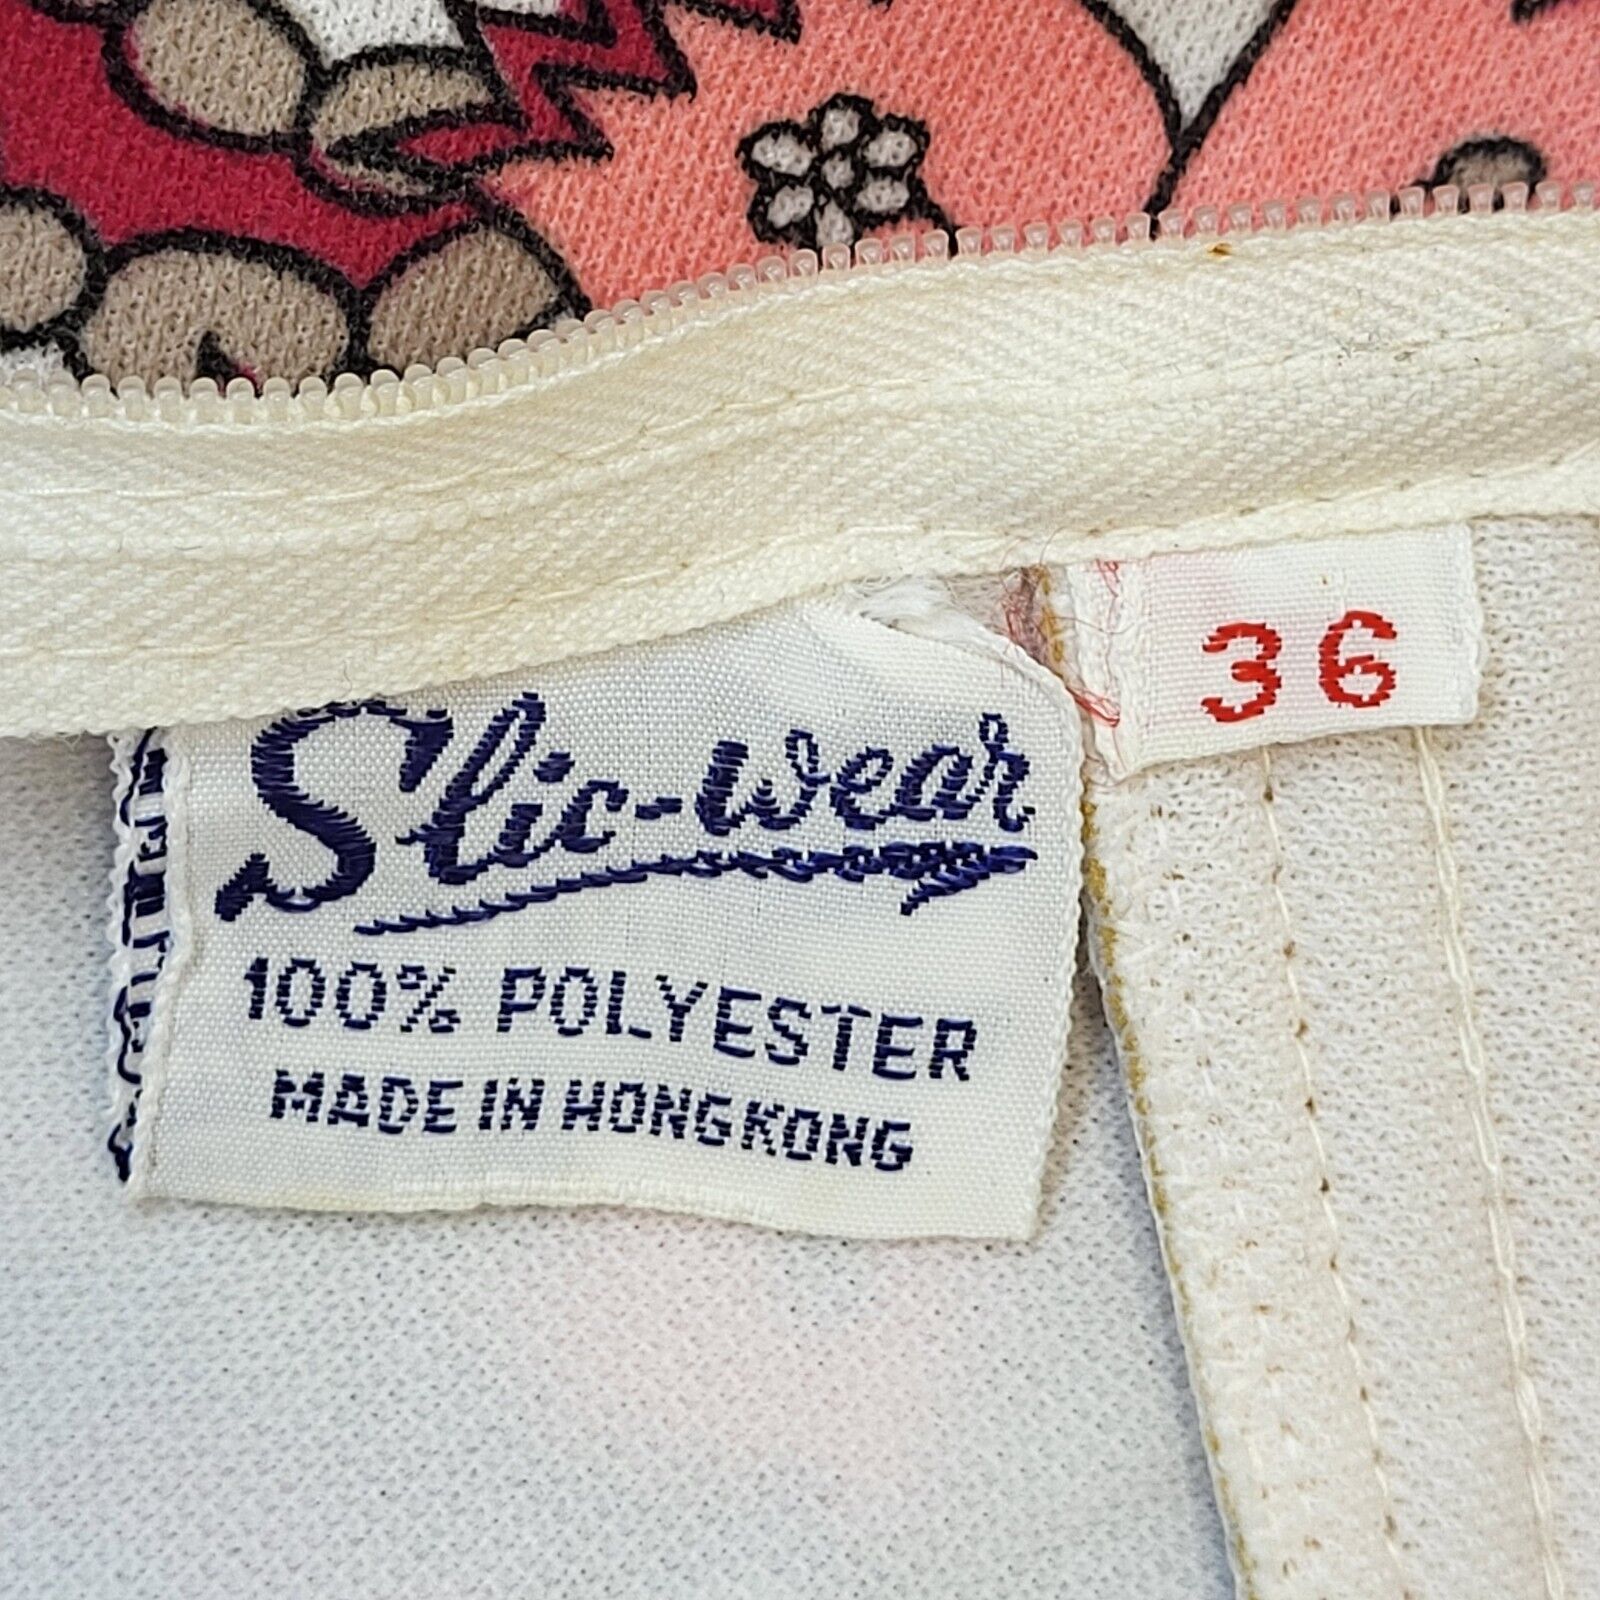 36
Slic-wear
100% POLYESTER
MADE IN HONG KONG